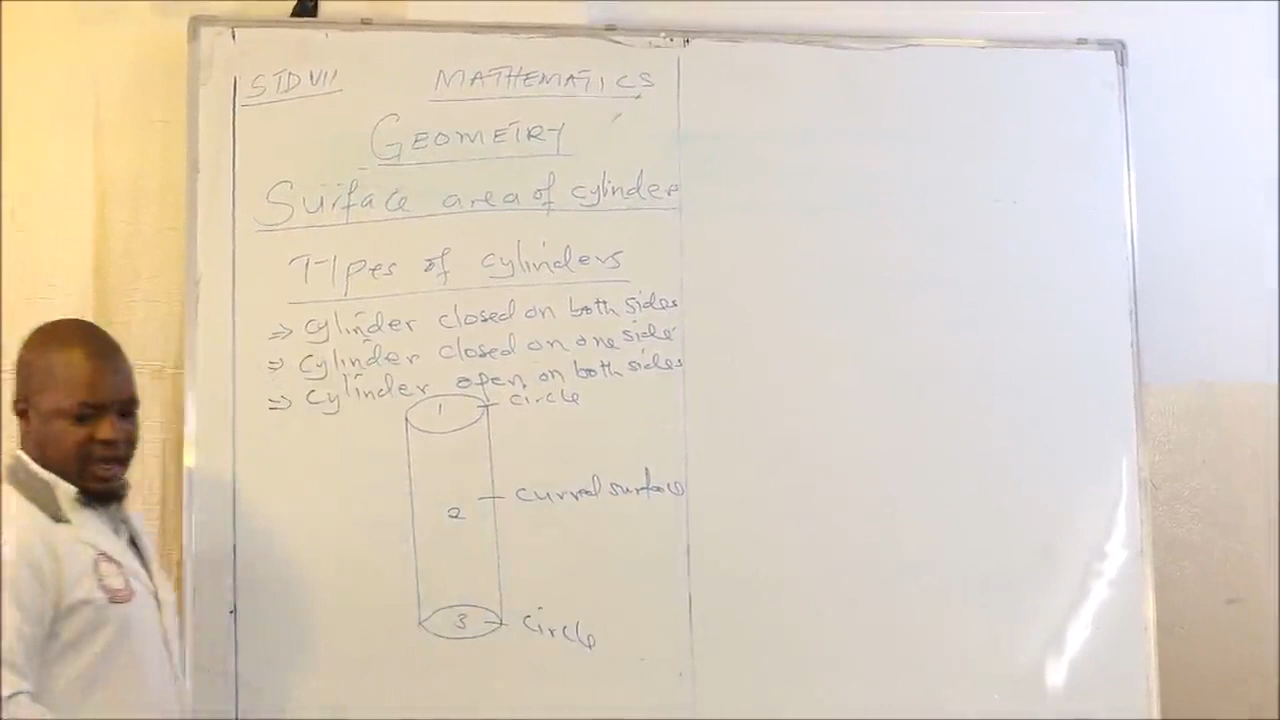 STD VII MATHEMATICS
GEOMETRY
Surface area of cylinder
Types of cylinders
⇒ cylinder closed on both sides
⇒ cylinder closed on one side
⇒ cylinder open on both sides
1 circle
2 curved surface
3 circle